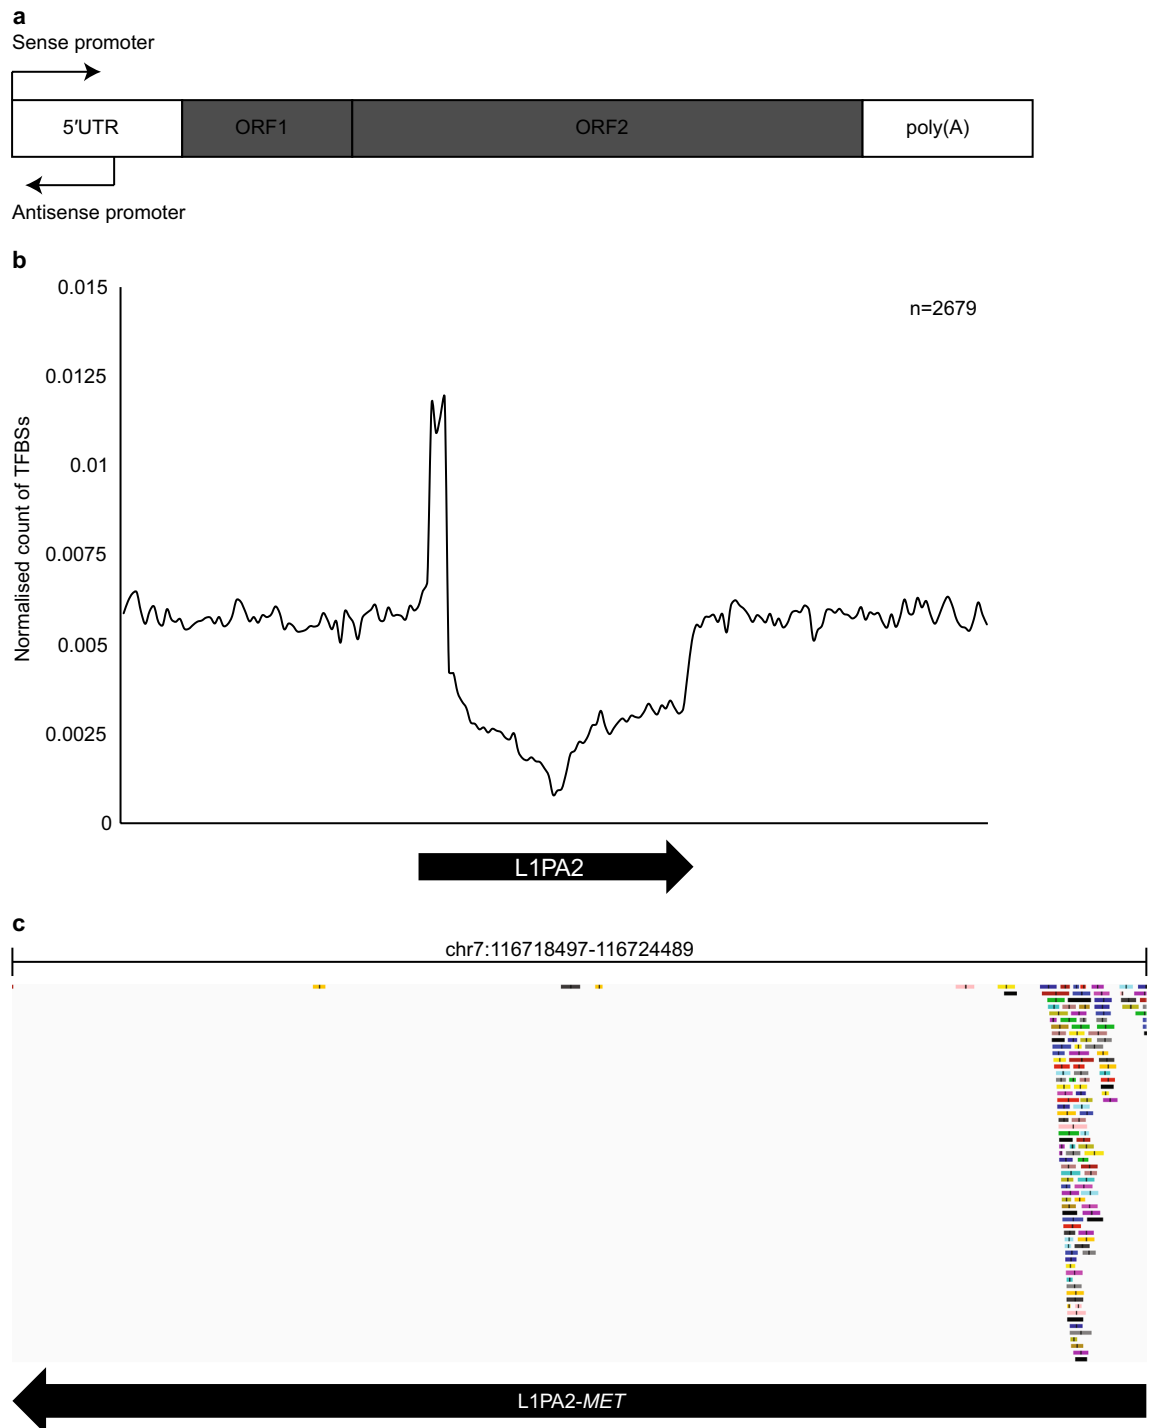 a
Sense promoter
5′UTR ORF1 ORF2 poly(A)
Antisense promoter
b
0.015
n=2679
0.0125
0.01
0.0075
0.005
0.0025
0
Normalised count of TFBSs
L1PA2
c
chr7:116718497-116724489
L1PA2-MET